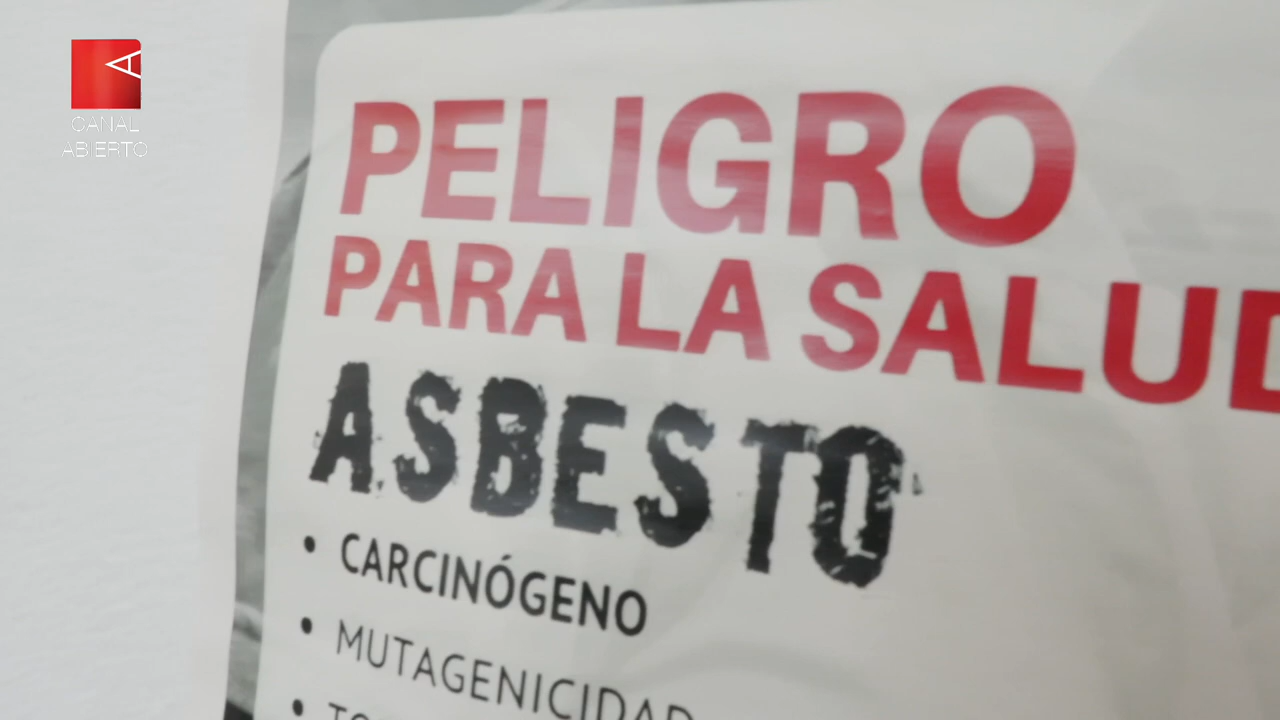 CANAL
ABIERTO
PELIGRO
PARA LA SALUD
ASBESTO
• CARCINÓGENO
• MUTAGENICIDAD